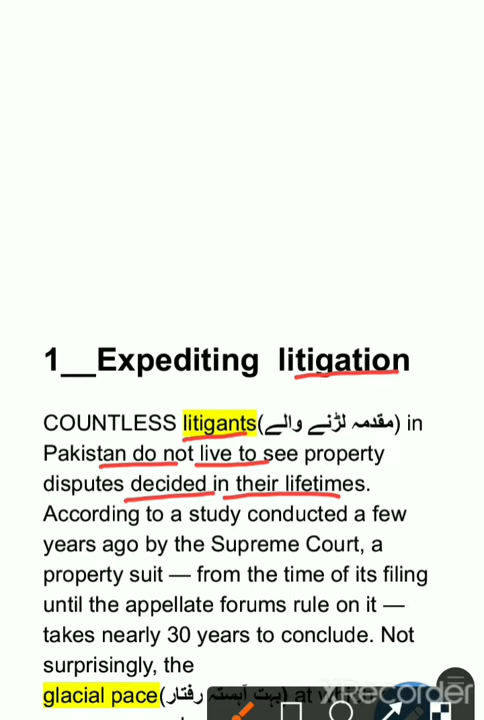 1__Expediting litigation
COUNTLESS litigants(مقدمہ لڑنے والے) in
Pakistan do not live to see property
disputes decided in their lifetimes.
According to a study conducted a few
years ago by the Supreme Court, a
property suit — from the time of its filing
until the appellate forums rule on it —
takes nearly 30 years to conclude. Not
surprisingly, the
glacial pace(بہت آہستہ رفتار) at
XRecorder